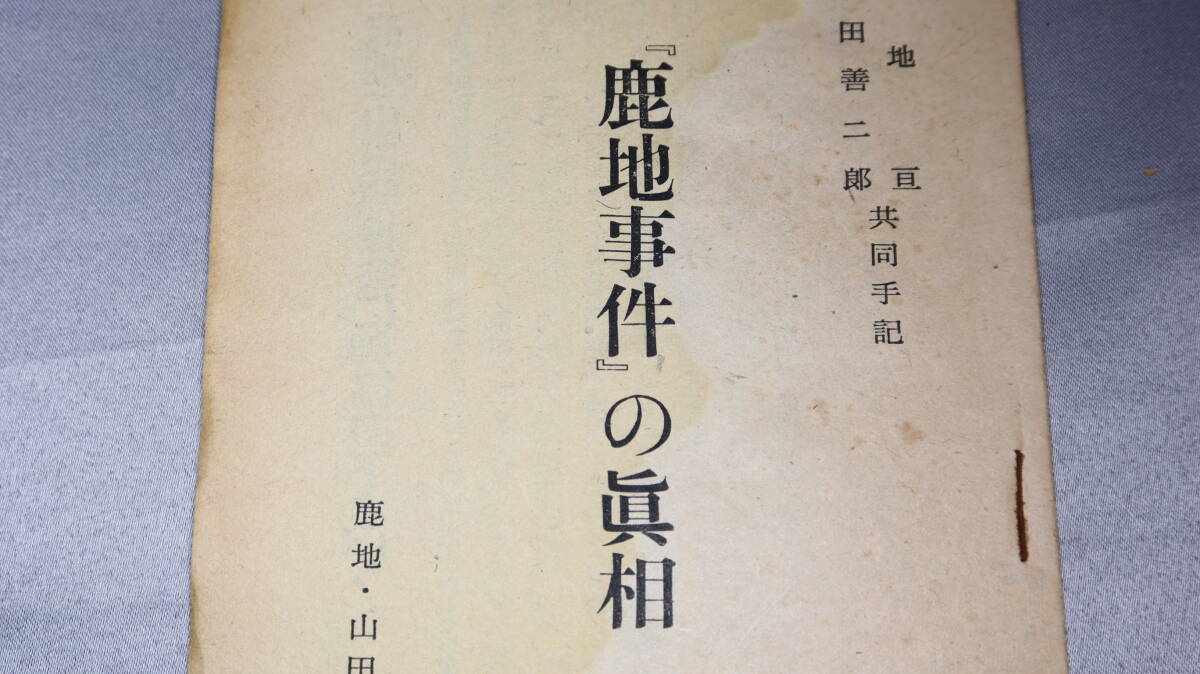 地亘
田善二郎
共同手記
『鹿地事件』の眞相
鹿地・山田